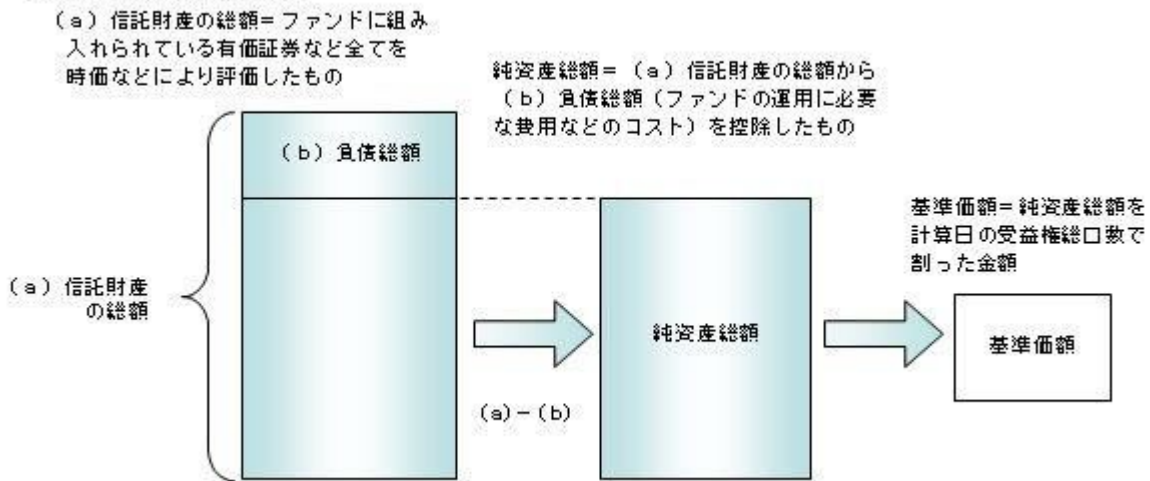 (a) 信託財産の総額=ファンドに組み
入れられている有価証券など全てを
時価などにより評価したもの
純資産総額=(a) 信託財産の総額から
(b) 負債総額(ファンドの運用に必要
な費用などのコスト)を控除したもの
(b) 負債総額
基準価額=純資産総額を
計算日の受益権総口数で
割った金額
(a) 信託財産
の総額
純資産総額
基準価額
(a)-(b)